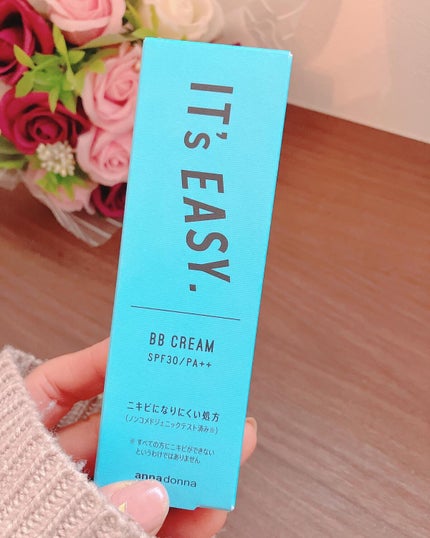 IT's EASY.
BB CREAM
SPF30/PA++
ニキビになりにくい処方
(ノンコメドジェニックテスト済み※)
※ すべての方にニキビができない
というわけではありません
annadonna